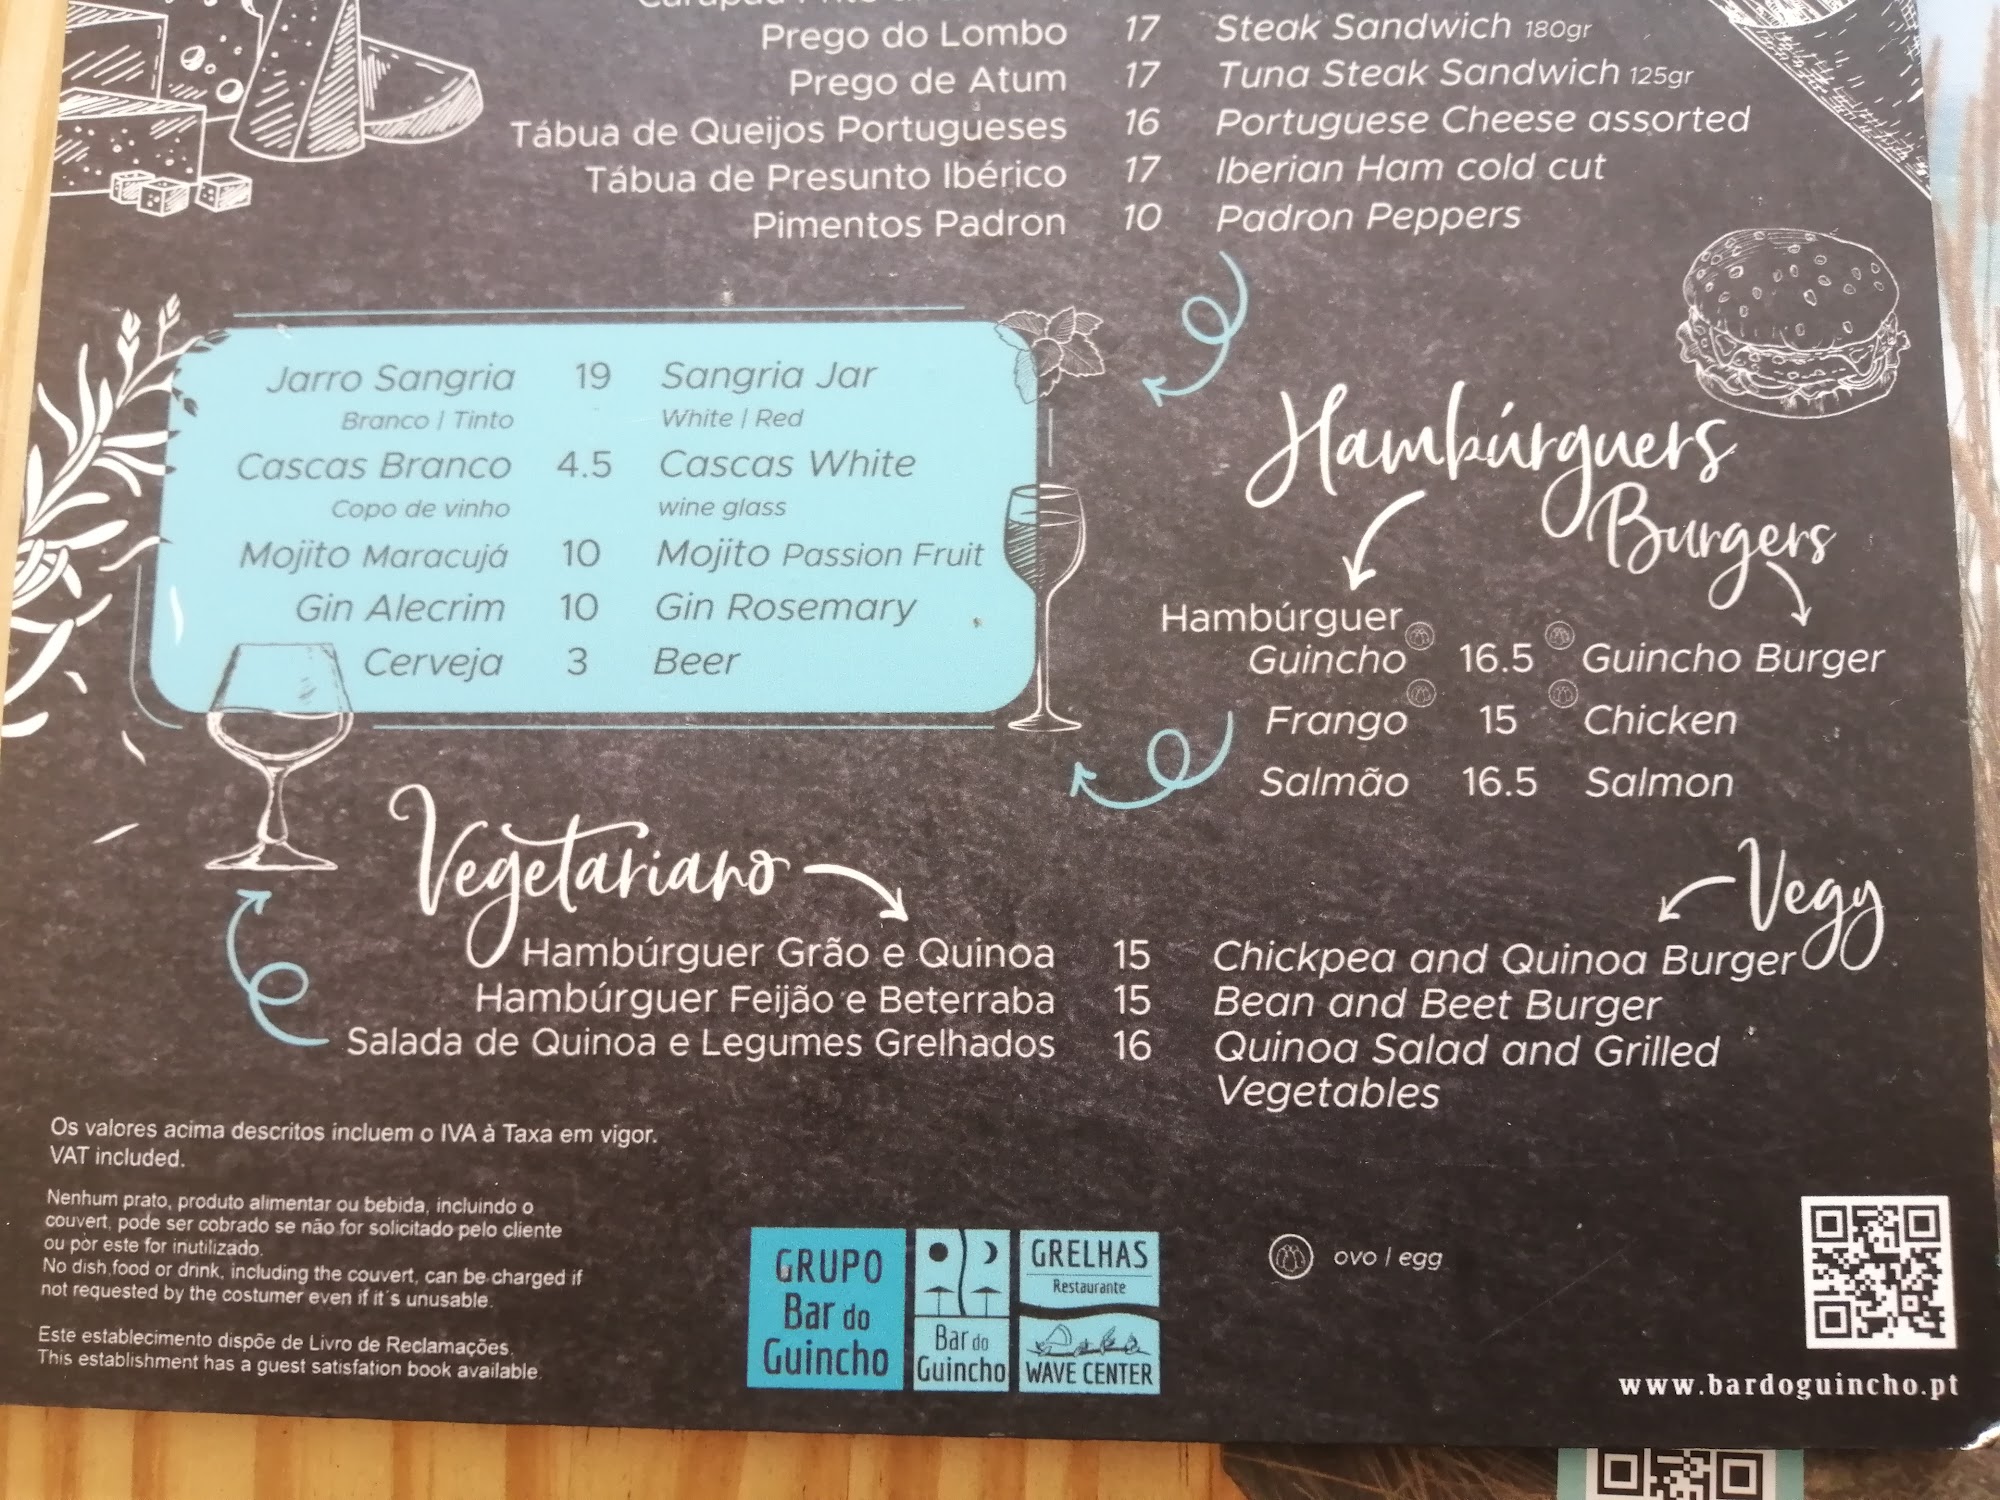 Prego do Lombo 17 Steak Sandwich 180gr
Prego de Atum 17 Tuna Steak Sandwich 125gr
Tábua de Queijos Portugueses 16 Portuguese Cheese assorted
Tábua de Presunto Ibérico 17 Iberian Ham cold cut
Pimentos Padron 10 Padron Peppers
Jarro Sangria 19 Sangria Jar
Branco | Tinto White | Red
Cascas Branco 4.5 Cascas White
Copo de vinho wine glass
Mojito Maracujá 10 Mojito Passion Fruit
Gin Alecrim 10 Gin Rosemary
Cerveja 3 Beer
Hambúrguers
Burgers
Hambúrguer
Guincho 16.5 Guincho Burger
Frango 15 Chicken
Salmão 16.5 Salmon
Vegetariano Vegy
Hambúrguer Grão e Quinoa 15 Chickpea and Quinoa Burger
Hambúrguer Feijão e Beterraba 15 Bean and Beet Burger
Salada de Quinoa e Legumes Grelhados 16 Quinoa Salad and Grilled
Vegetables
Os valores acima descritos incluem o IVA à Taxa em vigor.
VAT included.
Nenhum prato, produto alimentar ou bebida, incluindo o
couvert, pode ser cobrado se não for solicitado pelo cliente
ou por este for inutilizado.
No dish,food or drink, including the couvert, can be charged if
not requested by the costumer even if it´s unusable.
Este establecimento dispõe de Livro de Reclamações.
This establishment has a guest satisfation book available.
GRUPO
Bar do
Guincho
Bar do
Guincho
GRELHAS
Restaurante
WAVE CENTER
ovo | egg
www.bardoguincho.pt